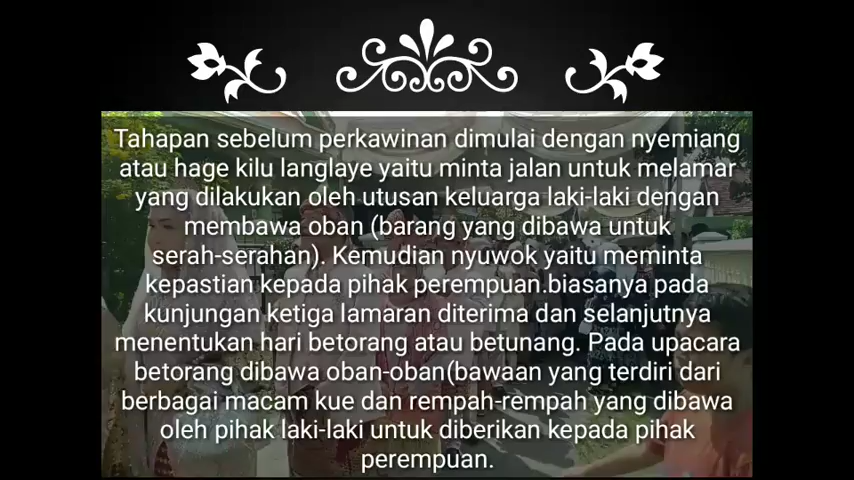 Tahapan sebelum perkawinan dimulai dengan nyemiang
atau hage kilu langlaye yaitu minta jalan untuk melamar
yang dilakukan oleh utusan keluarga laki-laki dengan
membawa oban (barang yang dibawa untuk
serah-serahan). Kemudian nyuwok yaitu meminta
kepastian kepada pihak perempuan.biasanya pada
kunjungan ketiga lamaran diterima dan selanjutnya
menentukan hari betorang atau betunang. Pada upacara
betorang dibawa oban-oban(bawaan yang terdiri dari
berbagai macam kue dan rempah-rempah yang dibawa
oleh pihak laki-laki untuk diberikan kepada pihak
perempuan.